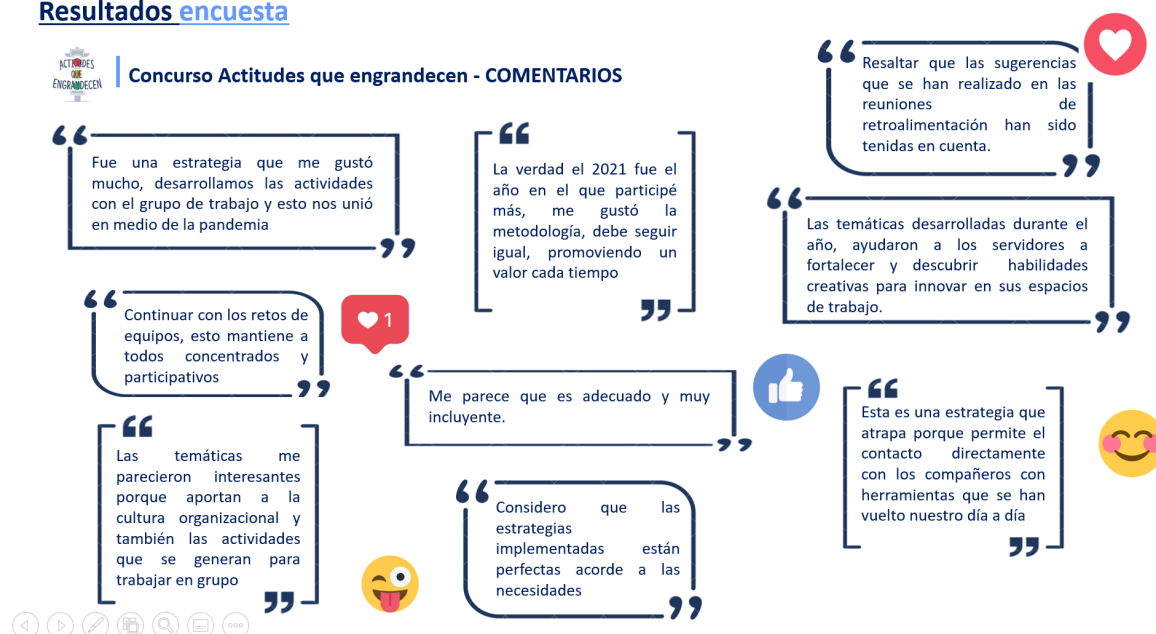 Resultados encuesta
ACTITUDES
QUE
ENGRANDECEN
Concurso Actitudes que engrandecen - COMENTARIOS
Fue una estrategia que me gustó
mucho, desarrollamos las actividades
con el grupo de trabajo y esto nos unió
en medio de la pandemia
La verdad el 2021 fue el
año en el que participé
más, me gustó la
metodología, debe seguir
igual, promoviendo un
valor cada tiempo
Resaltar que las sugerencias
que se han realizado en las
reuniones de
retroalimentación han sido
tenidas en cuenta.
Las temáticas desarrolladas durante el
año, ayudaron a los servidores a
fortalecer y descubrir habilidades
creativas para innovar en sus espacios
de trabajo.
Continuar con los retos de
equipos, esto mantiene a
todos concentrados y
participativos
1
Me parece que es adecuado y muy
incluyente.
Esta es una estrategia que
atrapa porque permite el
contacto directamente
con los compañeros con
herramientas que se han
vuelto nuestro día a día
Las temáticas me
parecieron interesantes
porque aportan a la
cultura organizacional y
también las actividades
que se generan para
trabajar en grupo
Considero que las
estrategias
implementadas están
perfectas acorde a las
necesidades